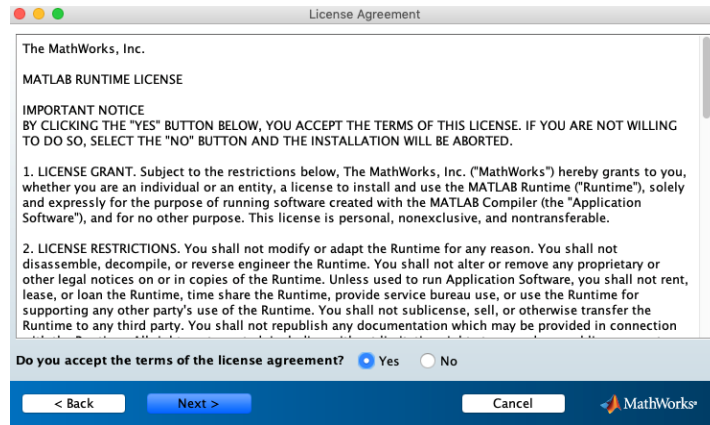 License Agreement
The MathWorks, Inc.
MATLAB RUNTIME LICENSE
IMPORTANT NOTICE
BY CLICKING THE "YES" BUTTON BELOW, YOU ACCEPT THE TERMS OF THIS LICENSE. IF YOU ARE NOT WILLING
TO DO SO, SELECT THE "NO" BUTTON AND THE INSTALLATION WILL BE ABORTED.
1. LICENSE GRANT. Subject to the restrictions below, The MathWorks, Inc. ("MathWorks") hereby grants to you,
whether you are an individual or an entity, a license to install and use the MATLAB Runtime ("Runtime"), solely
and expressly for the purpose of running software created with the MATLAB Compiler (the "Application
Software"), and for no other purpose. This license is personal, nonexclusive, and nontransferable.
2. LICENSE RESTRICTIONS. You shall not modify or adapt the Runtime for any reason. You shall not
disassemble, decompile, or reverse engineer the Runtime. You shall not alter or remove any proprietary or
other legal notices on or in copies of the Runtime. Unless used to run Application Software, you shall not rent,
lease, or loan the Runtime, time share the Runtime, provide service bureau use, or use the Runtime for
supporting any other party's use of the Runtime. You shall not sublicense, sell, or otherwise transfer the
Runtime to any third party. You shall not republish any documentation which may be provided in connection
Do you accept the terms of the license agreement? Yes No
< Back Next > Cancel MathWorks®